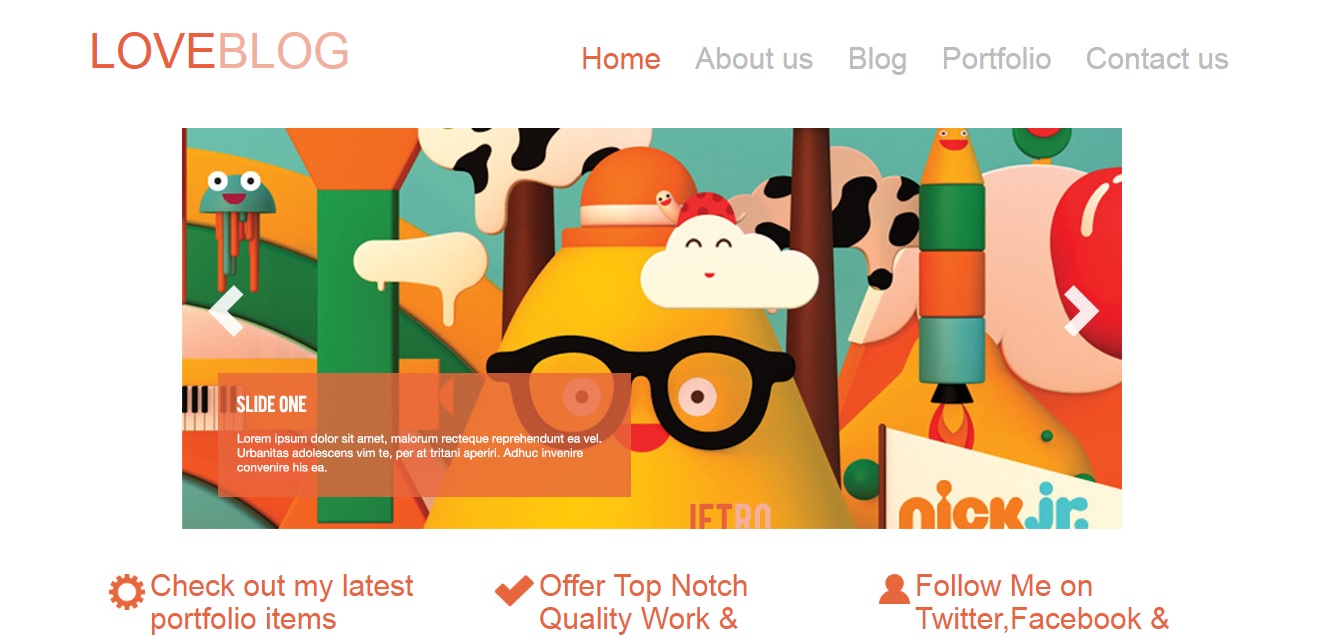 LOVEBLOG
Home About us Blog Portfolio Contact us
SLIDE ONE
Lorem ipsum dolor sit amet, malorum recteque reprehendunt ea vel.
Urbanitas adolescens vim te, per at tritani aperiri. Adhuc invenire
convenire his ea.
JETRO
nick jr.
Check out my latest
portfolio items
Offer Top Notch
Quality Work &
Follow Me on
Twitter,Facebook &